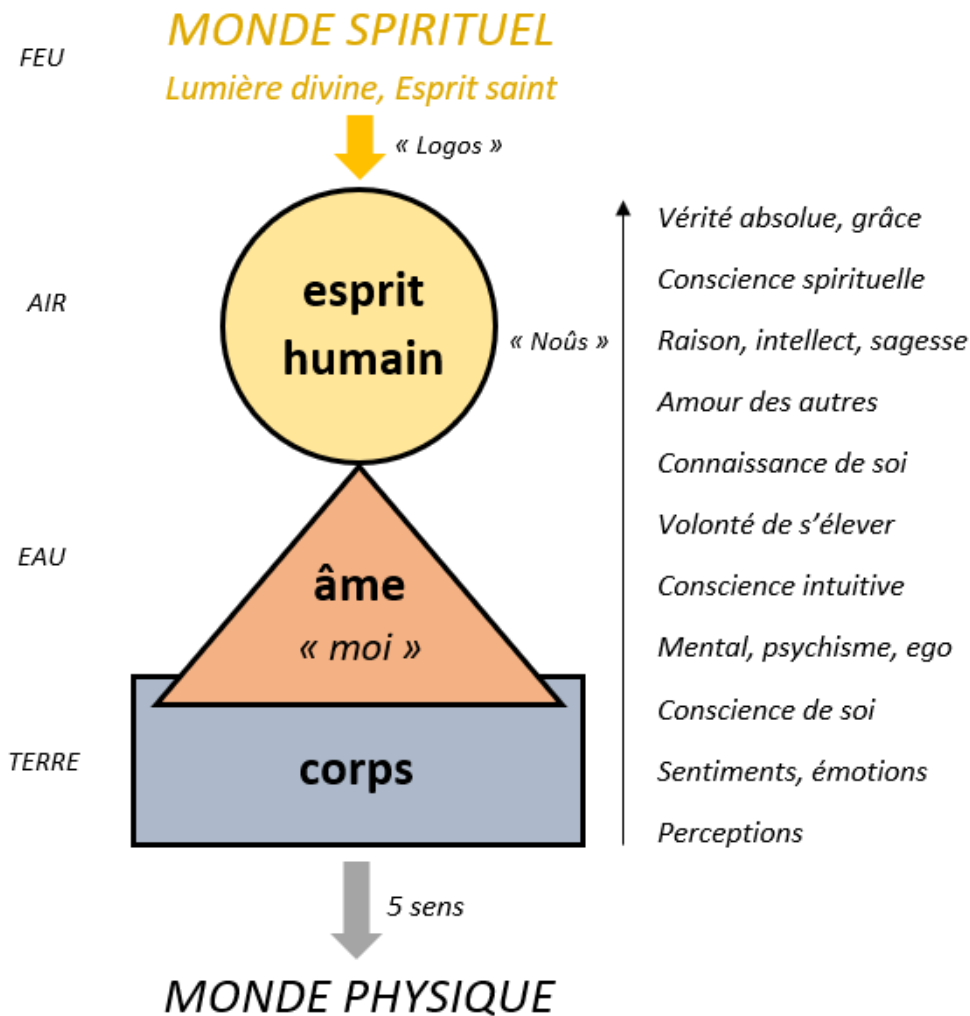 FEU
MONDE SPIRITUEL
Lumière divine, Esprit saint
« Logos »
AIR
esprit
humain
« Noûs »
EAU
âme
« moi »
TERRE
corps
5 sens
MONDE PHYSIQUE
Vérité absolue, grâce
Conscience spirituelle
Raison, intellect, sagesse
Amour des autres
Connaissance de soi
Volonté de s’élever
Conscience intuitive
Mental, psychisme, ego
Conscience de soi
Sentiments, émotions
Perceptions